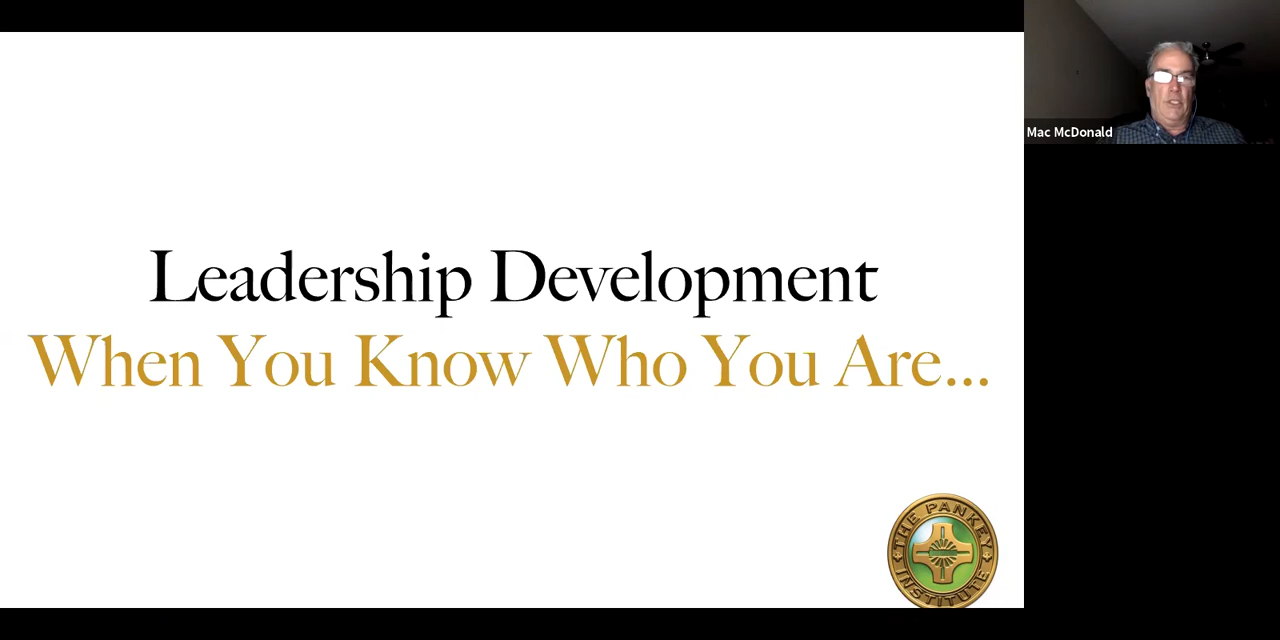 Leadership Development
When You Know Who You Are...
Mac McDonald
THE PANKEY
INSTITUTE